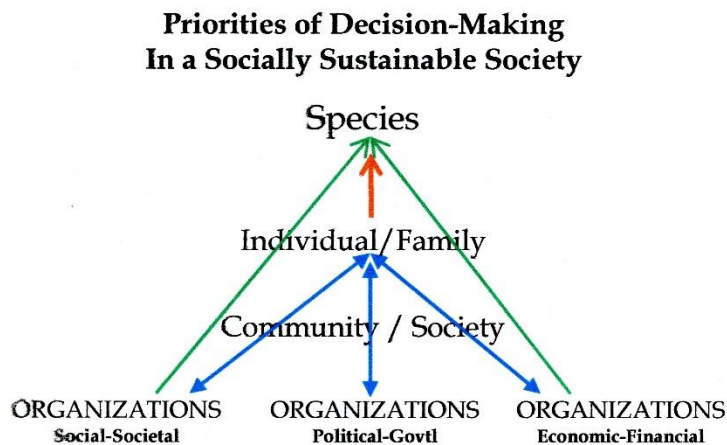 Priorities of Decision-Making
In a Socially Sustainable Society
Species
Individual/Family
Community / Society
ORGANIZATIONS ORGANIZATIONS ORGANIZATIONS
Social-Societal Political-Govtl Economic-Financial